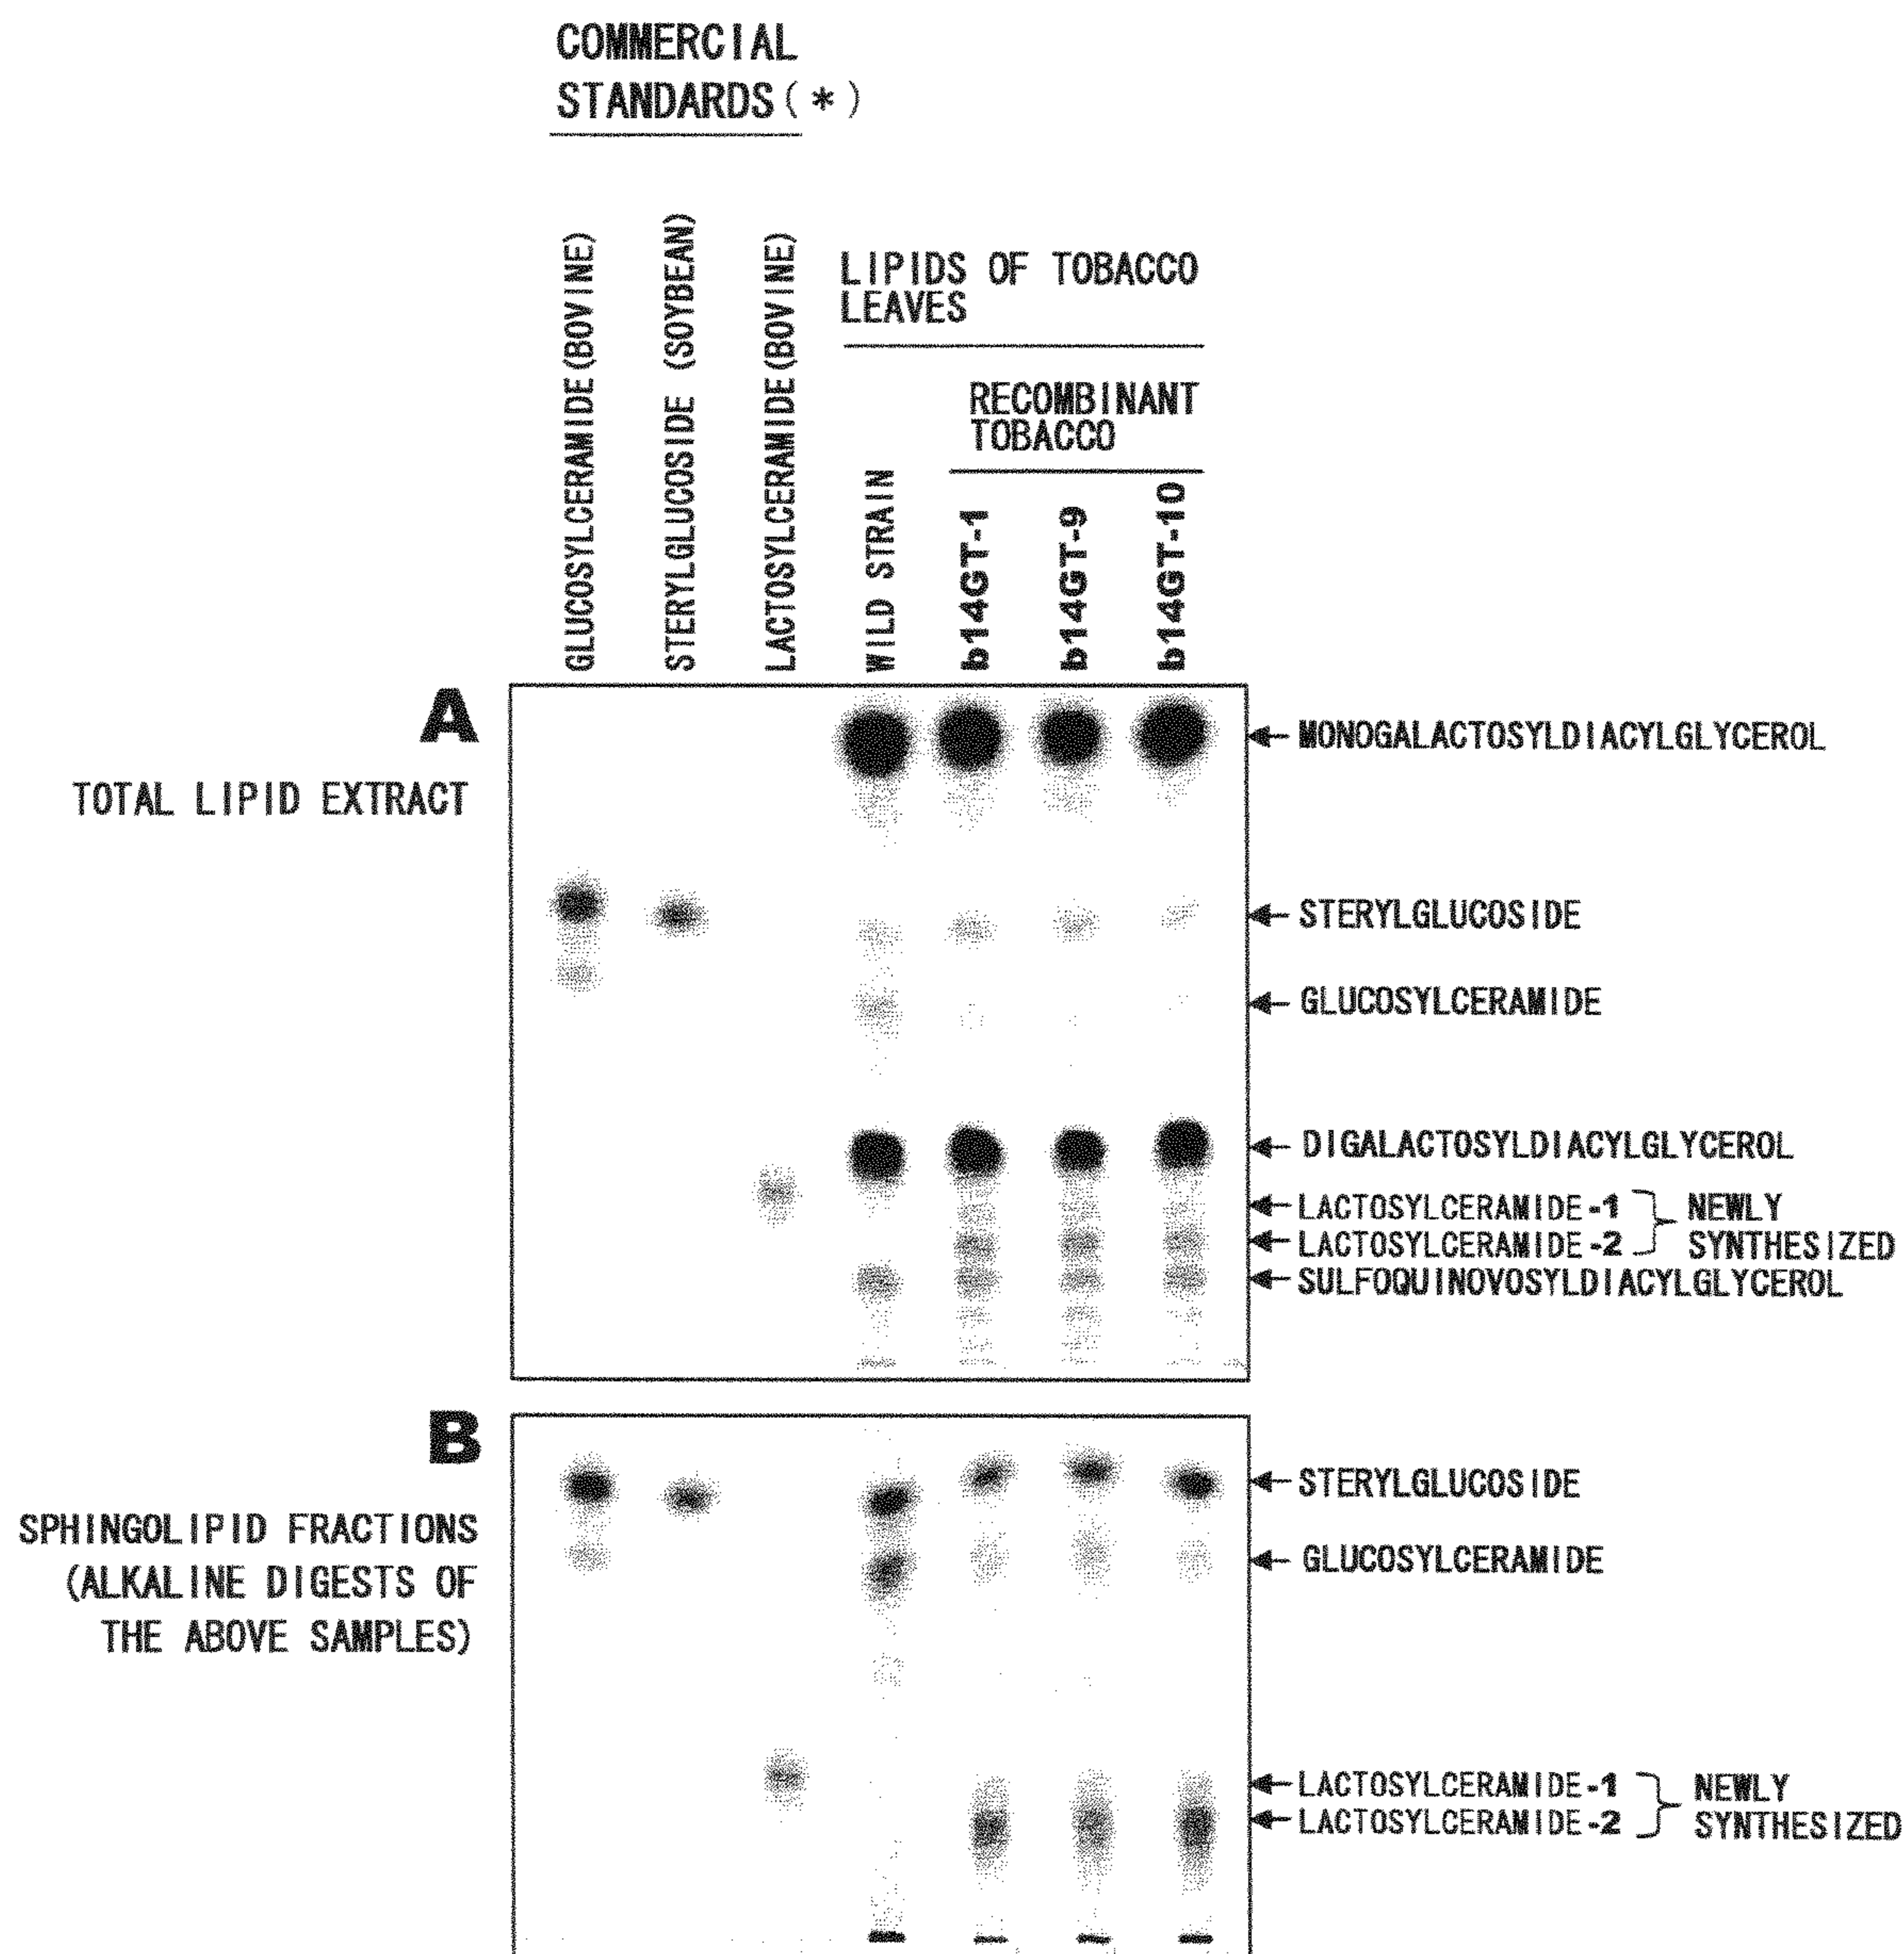 COMMERCIAL
STANDARDS(*)
GLUCOSYLCERAMIDE(BOVINE)
STERYLGLUCOSIDE (SOYBEAN)
LACTOSYLCERAMIDE(BOVINE)
LIPIDS OF TOBACCO
LEAVES
RECOMBINANT
TOBACCO
WILD STRAIN
b14GT-1
b14GT-9
b14GT-10
A
TOTAL LIPID EXTRACT
MONOGALACTOSYLDIACYLGLYCEROL
STERYLGLUCOSIDE
GLUCOSYLCERAMIDE
DIGALACTOSYLDIACYLGLYCEROL
LACTOSYLCERAMIDE-1
LACTOSYLCERAMIDE-2
NEWLY
SYNTHESIZED
SULFOQUINOVOSYLDIACYLGLYCEROL
B
SPHINGOLIPID FRACTIONS
(ALKALINE DIGESTS OF
THE ABOVE SAMPLES)
STERYLGLUCOSIDE
GLUCOSYLCERAMIDE
LACTOSYLCERAMIDE-1
LACTOSYLCERAMIDE-2
NEWLY
SYNTHESIZED